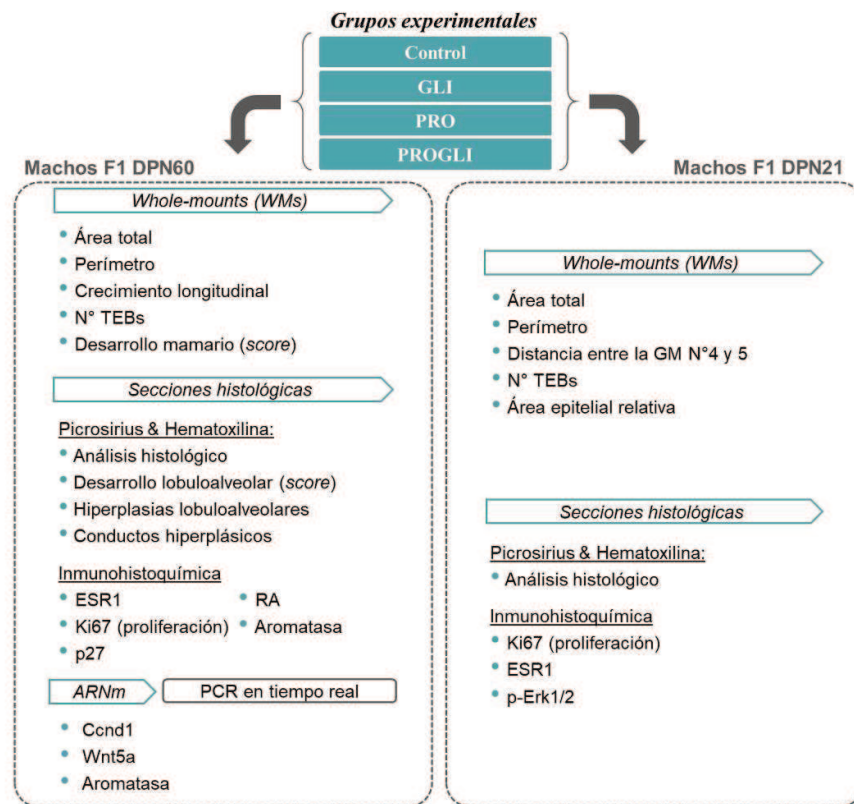 Grupos experimentales
Control
GLI
PRO
PROGLI
Machos F1 DPN60
Whole-mounts (WMs)
• Área total
• Perímetro
• Crecimiento longitudinal
• N° TEBs
• Desarrollo mamario (score)
Secciones histológicas
Picrosirius & Hematoxilina:
• Análisis histológico
• Desarrollo lobuloalveolar (score)
• Hiperplasias lobuloalveolares
• Conductos hiperplásicos
Inmunohistoquímica
• ESR1
• Ki67 (proliferación)
• p27
• RA
• Aromatasa
ARNm
PCR en tiempo real
• Ccnd1
• Wnt5a
• Aromatasa
Machos F1 DPN21
Whole-mounts (WMs)
• Área total
• Perímetro
• Distancia entre la GM N°4 y 5
• N° TEBs
• Área epitelial relativa
Secciones histológicas
Picrosirius & Hematoxilina:
• Análisis histológico
Inmunohistoquímica
• Ki67 (proliferación)
• ESR1
• p-Erk1/2